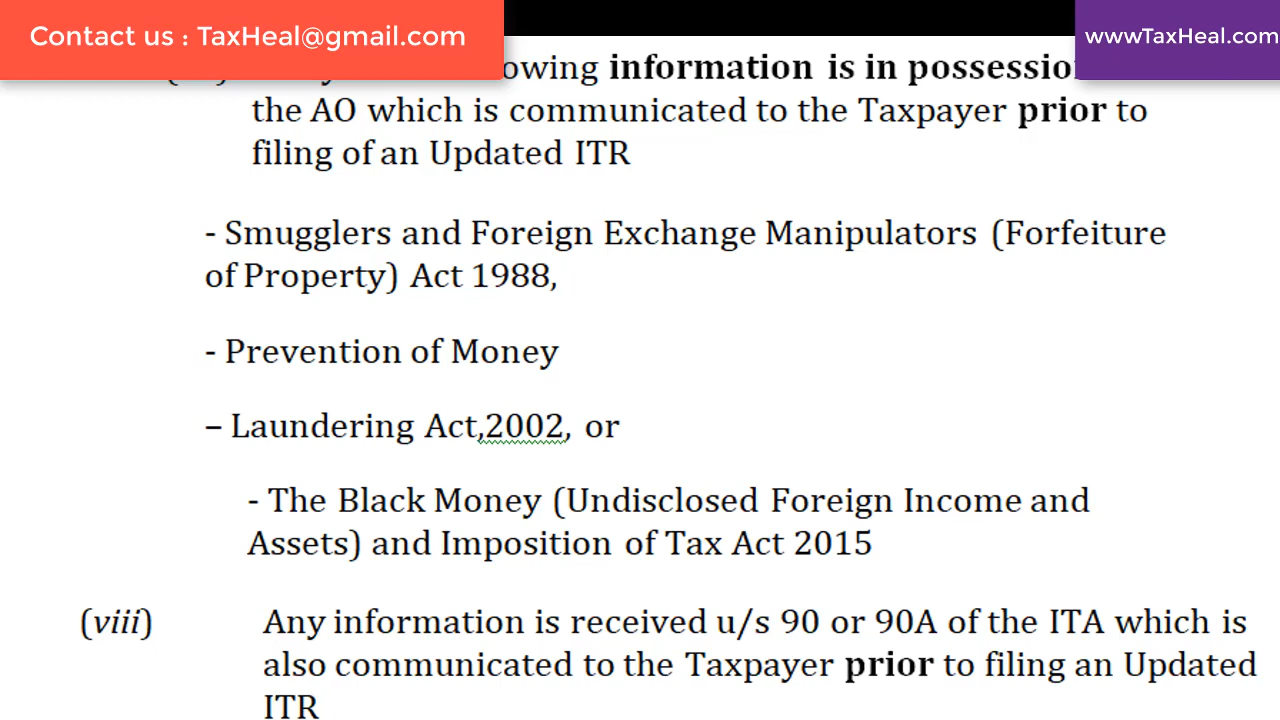 Contact us : TaxHeal@gmail.com
wwwTaxHeal.com
information is in
the AO which is communicated to the Taxpayer prior to
filing of an Updated ITR
- Smugglers and Foreign Exchange Manipulators (Forfeiture
of Property) Act 1988,
- Prevention of Money
– Laundering Act,2002, or
- The Black Money (Undisclosed Foreign Income and
Assets) and Imposition of Tax Act 2015
(viii) Any information is received u/s 90 or 90A of the ITA which is
also communicated to the Taxpayer prior to filing an Updated
ITR